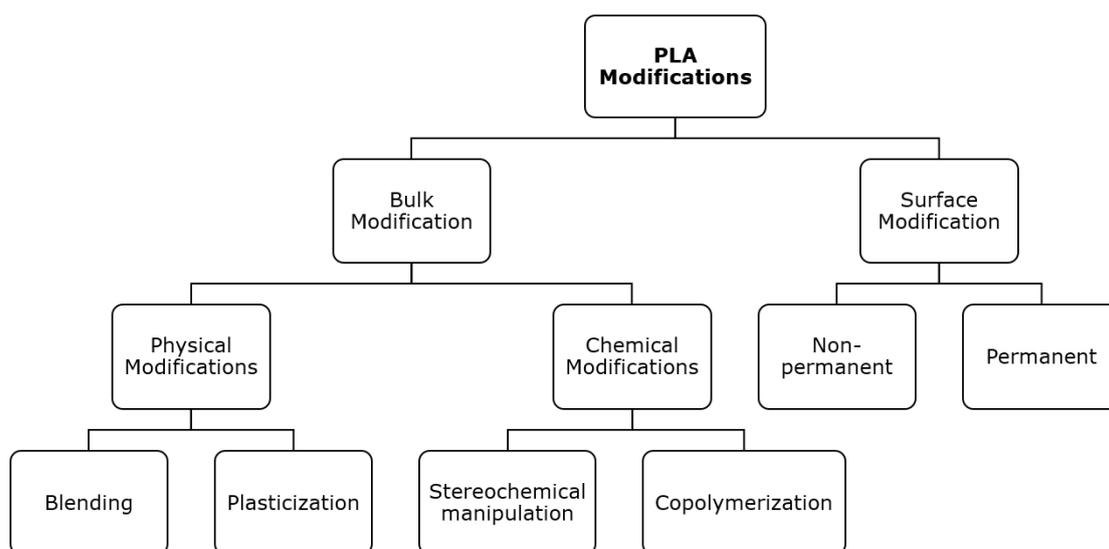 PLA
Modifications
Bulk
Modification
Surface
Modification
Physical
Modifications
Chemical
Modifications
Non-
permanent
Permanent
Blending
Plasticization
Stereochemical
manipulation
Copolymerization